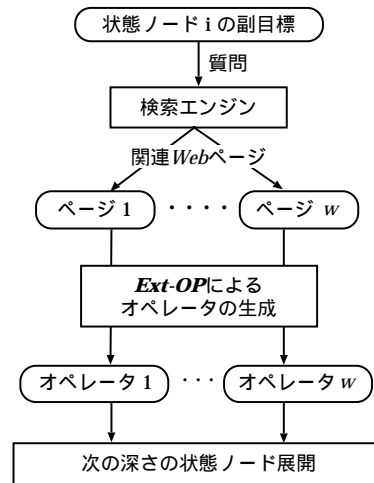 状態ノード i の副目標
質問
検索エンジン
関連Webページ
ページ 1 ・・・・ ページ w
Ext-OPによる
オペレータの生成
オペレータ 1 ・・・ オペレータ w
次の深さの状態ノード展開